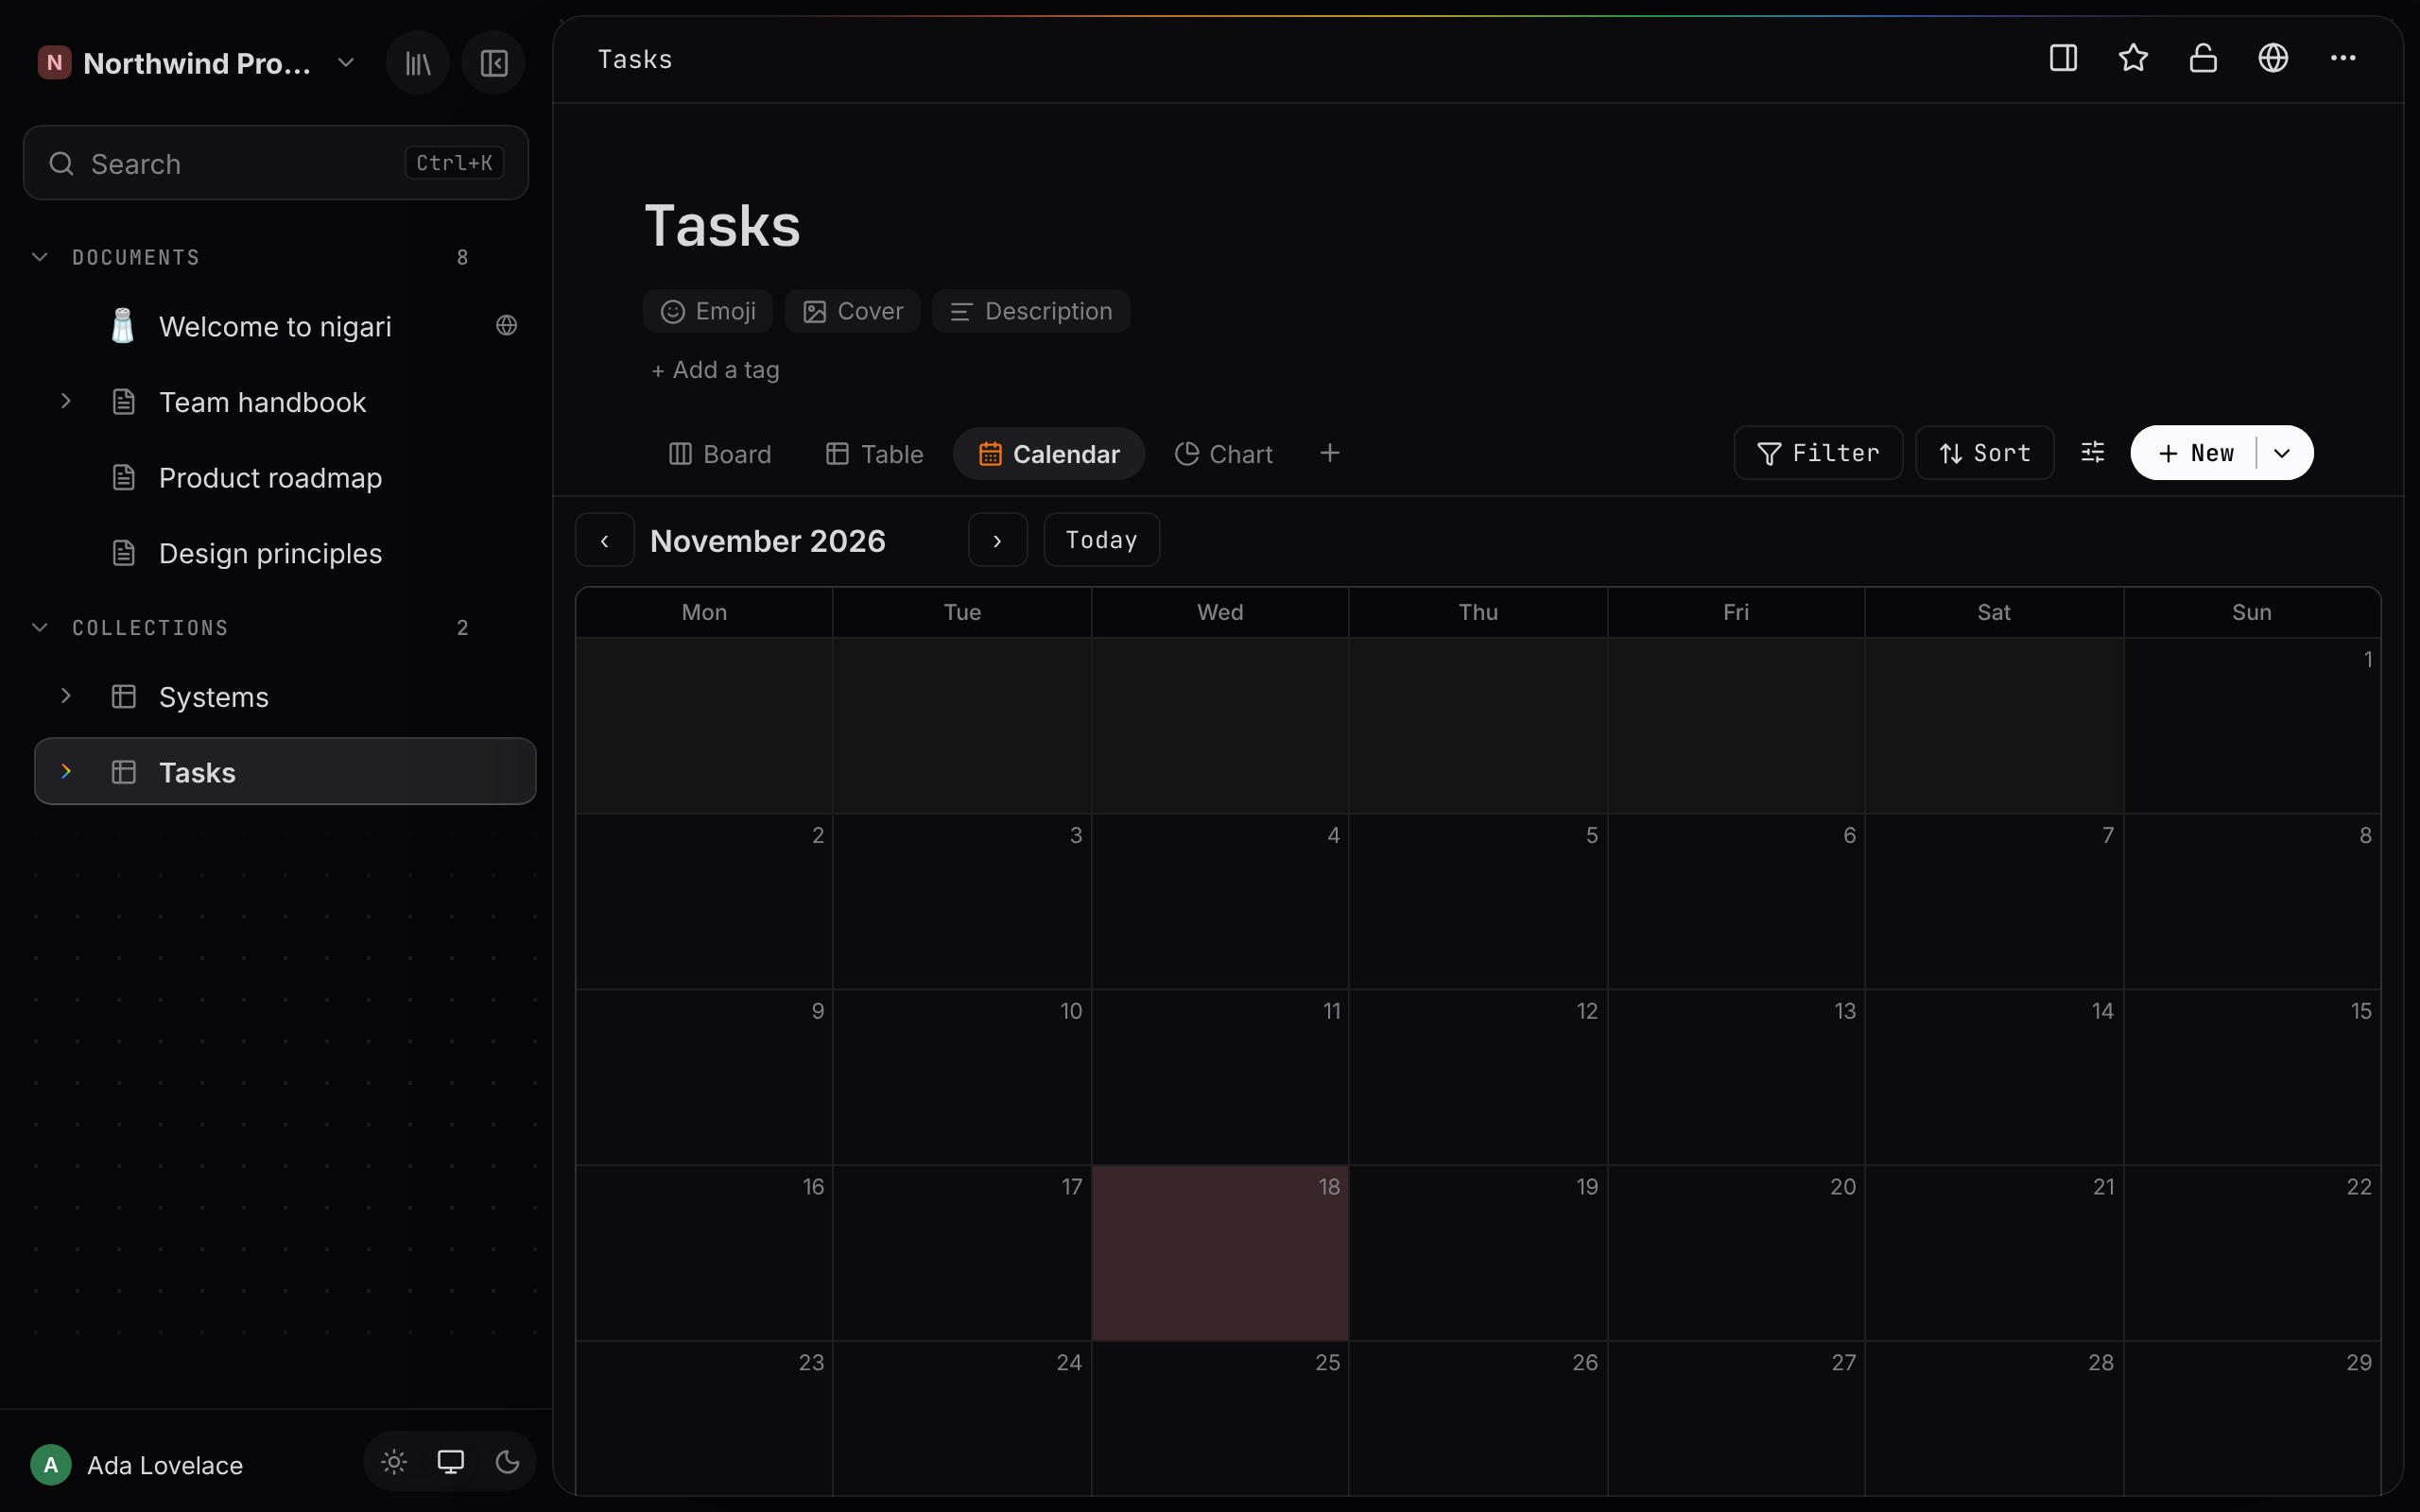 N Northwind Pro...
Search Ctrl+K
DOCUMENTS 8
Welcome to nigari
Team handbook
Product roadmap
Design principles
COLLECTIONS 2
Systems
Tasks
A Ada Lovelace
Tasks
Tasks
Emoji Cover Description
+ Add a tag
Board Table Calendar Chart +
Filter Sort + New
‹ November 2026 › Today
Mon Tue Wed Thu Fri Sat Sun
1
2 3 4 5 6 7 8
9 10 11 12 13 14 15
16 17 18 19 20 21 22
23 24 25 26 27 28 29